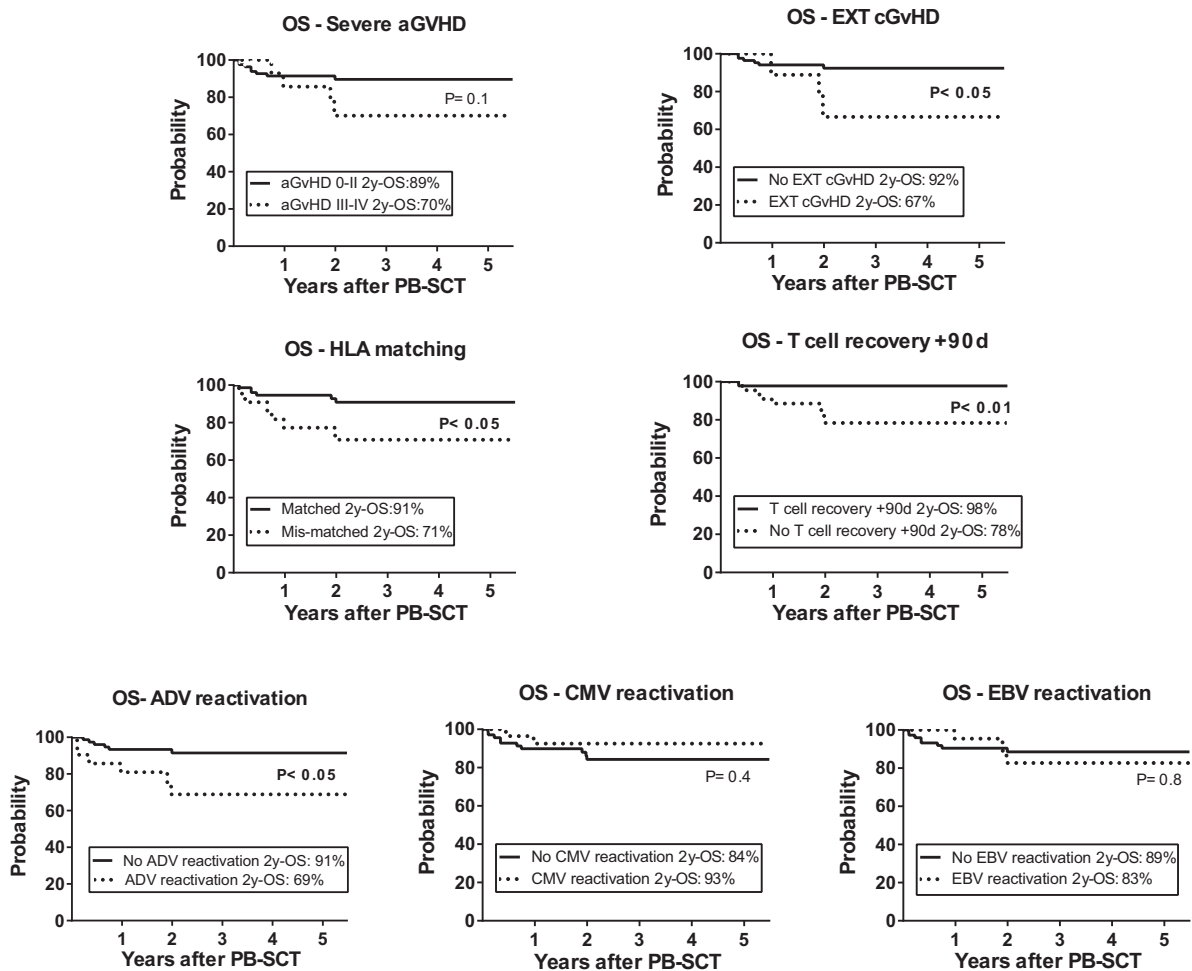 OS - Severe aGVHD
100
80
60
40
20
0
Probability
P= 0.1
aGvHD 0-II 2y-OS:89%
aGvHD III-IV 2y-OS:70%
1 2 3 4 5
Years after PB-SCT
OS - EXT cGvHD
100
80
60
40
20
0
Probability
P< 0.05
No EXT cGvHD 2y-OS: 92%
EXT cGvHD 2y-OS: 67%
1 2 3 4 5
Years after PB-SCT
OS - HLA matching
100
80
60
40
20
0
Probability
P< 0.05
Matched 2y-OS:91%
Mis-matched 2y-OS: 71%
1 2 3 4 5
Years after PB-SCT
OS - T cell recovery +90d
100
80
60
40
20
0
Probability
P< 0.01
T cell recovery +90d 2y-OS: 98%
No T cell recovery +90d 2y-OS: 78%
1 2 3 4 5
Years after PB-SCT
OS- ADV reactivation
100
80
60
40
20
0
Probability
P< 0.05
No ADV reactivation 2y-OS: 91%
ADV reactivation 2y-OS: 69%
1 2 3 4 5
Years after PB-SCT
OS - CMV reactivation
100
80
60
40
20
0
Probability
P= 0.4
No CMV reactivation 2y-OS: 84%
CMV reactivation 2y-OS: 93%
1 2 3 4 5
Years after PB-SCT
OS - EBV reactivation
100
80
60
40
20
0
Probability
P= 0.8
No EBV reactivation 2y-OS: 89%
EBV reactivation 2y-OS: 83%
1 2 3 4 5
Years after PB-SCT